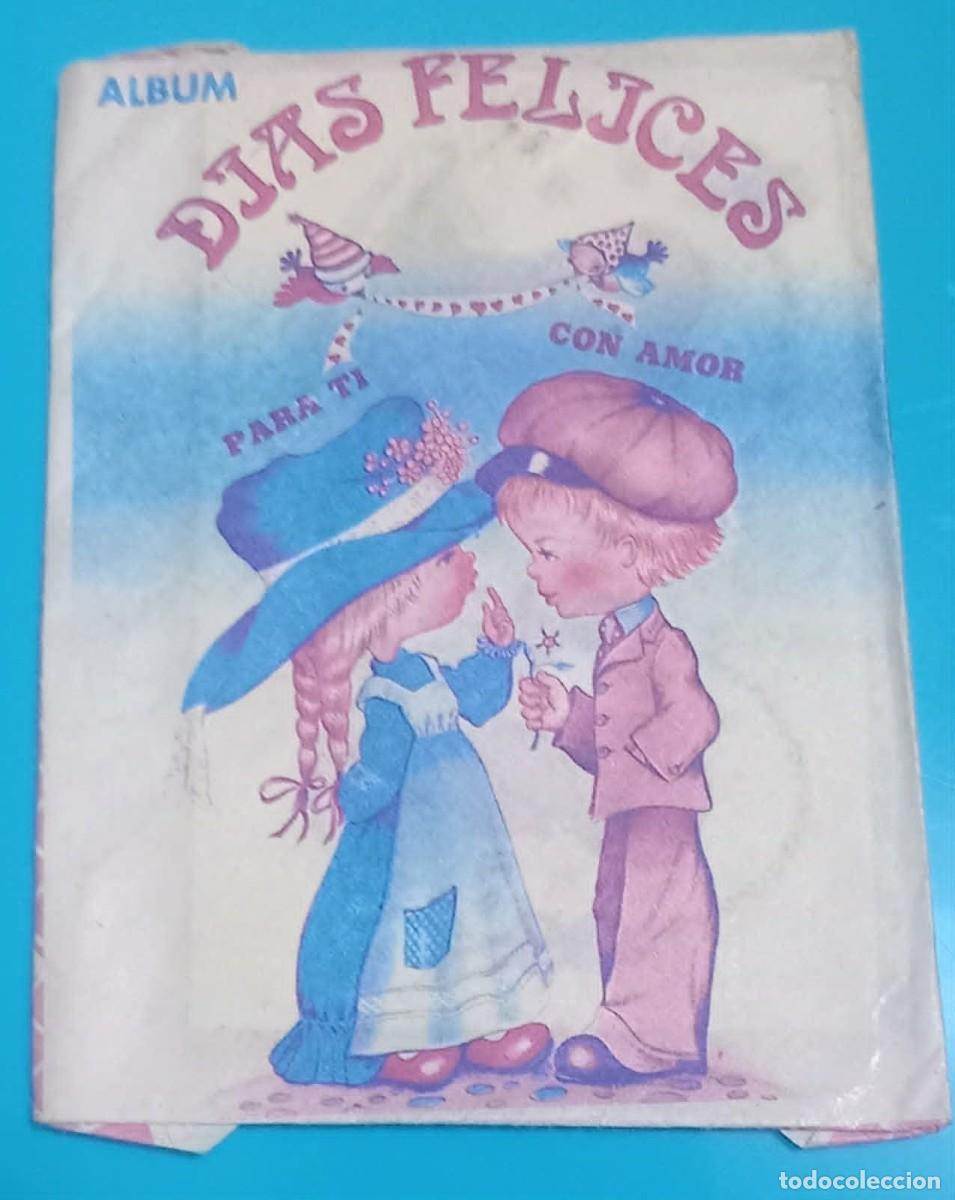 ALBUM
DIAS FELICES
CON AMOR
PARA TI
todocoleccion